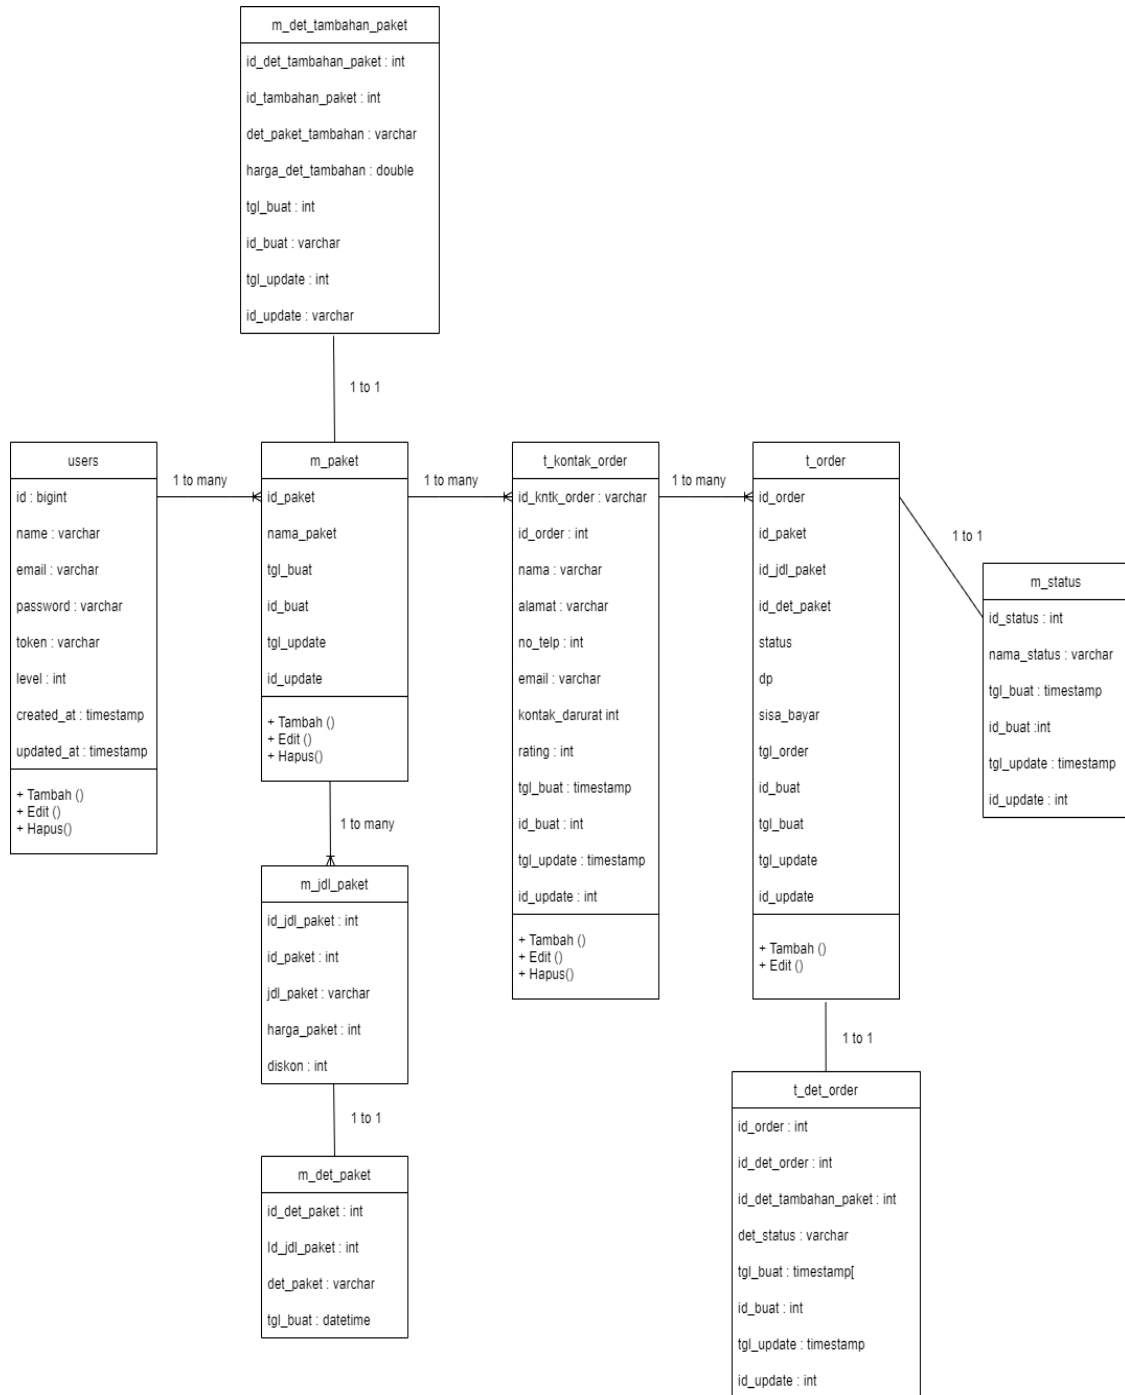 m_det_tambahan_paket
id_det_tambahan_paket : int
id_tambahan_paket : int
det_paket_tambahan : varchar
harga_det_tambahan : double
tgl_buat : int
id_buat : varchar
tgl_update : int
id_update : varchar
1 to 1
users
id : bigint
name : varchar
email : varchar
password : varchar
token : varchar
level : int
created_at : timestamp
updated_at : timestamp
+ Tambah ()
+ Edit ()
+ Hapus()
1 to many
m_paket
id_paket
nama_paket
tgl_buat
id_buat
tgl_update
id_update
+ Tambah ()
+ Edit ()
+ Hapus()
1 to many
t_kontak_order
id_kntk_order : varchar
id_order : int
nama : varchar
alamat : varchar
no_telp : int
email : varchar
kontak_darurat int
rating : int
tgl_buat : timestamp
id_buat : int
tgl_update : timestamp
id_update : int
+ Tambah ()
+ Edit ()
+ Hapus()
1 to many
t_order
id_order
id_paket
id_jdl_paket
id_det_paket
status
dp
sisa_bayar
tgl_order
id_buat
tgl_buat
tgl_update
id_update
+ Tambah ()
+ Edit ()
1 to 1
m_status
id_status : int
nama_status : varchar
tgl_buat : timestamp
id_buat :int
tgl_update : timestamp
id_update : int
1 to many
m_jdl_paket
id_jdl_paket : int
id_paket : int
jdl_paket : varchar
harga_paket : int
diskon : int
1 to 1
m_det_paket
id_det_paket : int
Id_jdl_paket : int
det_paket : varchar
tgl_buat : datetime
1 to 1
t_det_order
id_order : int
id_det_order : int
id_det_tambahan_paket : int
det_status : varchar
tgl_buat : timestamp[
id_buat : int
tgl_update : timestamp
id_update : int